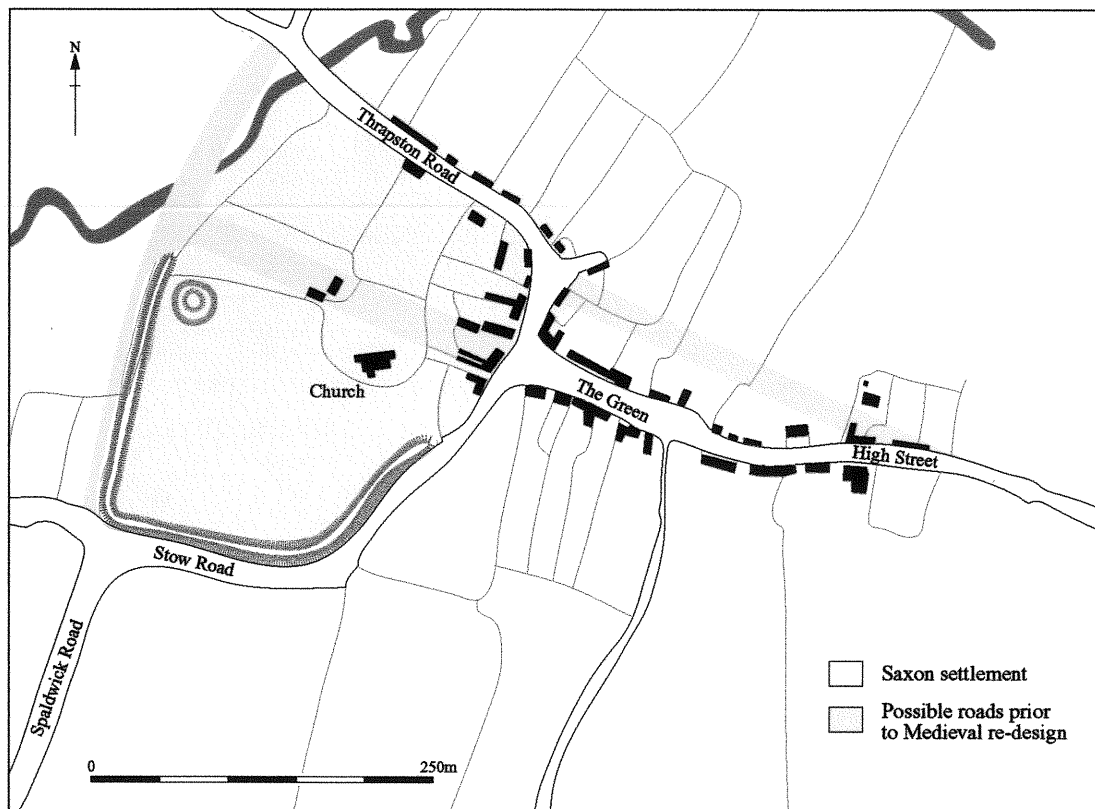 N
Thrapston Road
Church
The Green
High Street
Stow Road
Spaldwick Road
Saxon settlement
Possible roads prior
to Medieval re-design
0
250m